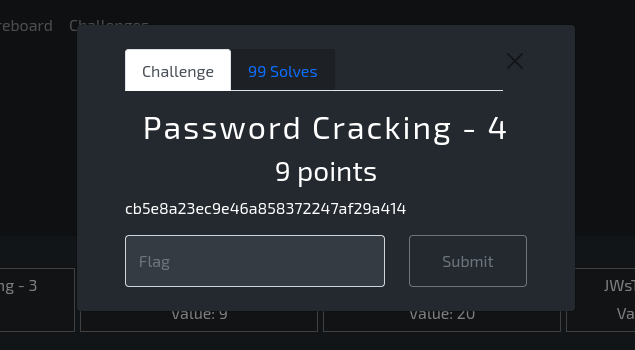 reboard Challenges
Challenge 99 Solves
Password Cracking - 4
9 points
cb5e8a23ec9e46a858372247af29a414
Flag Submit
ng - 3 JWsT
Value: 9 Value: 20 Va